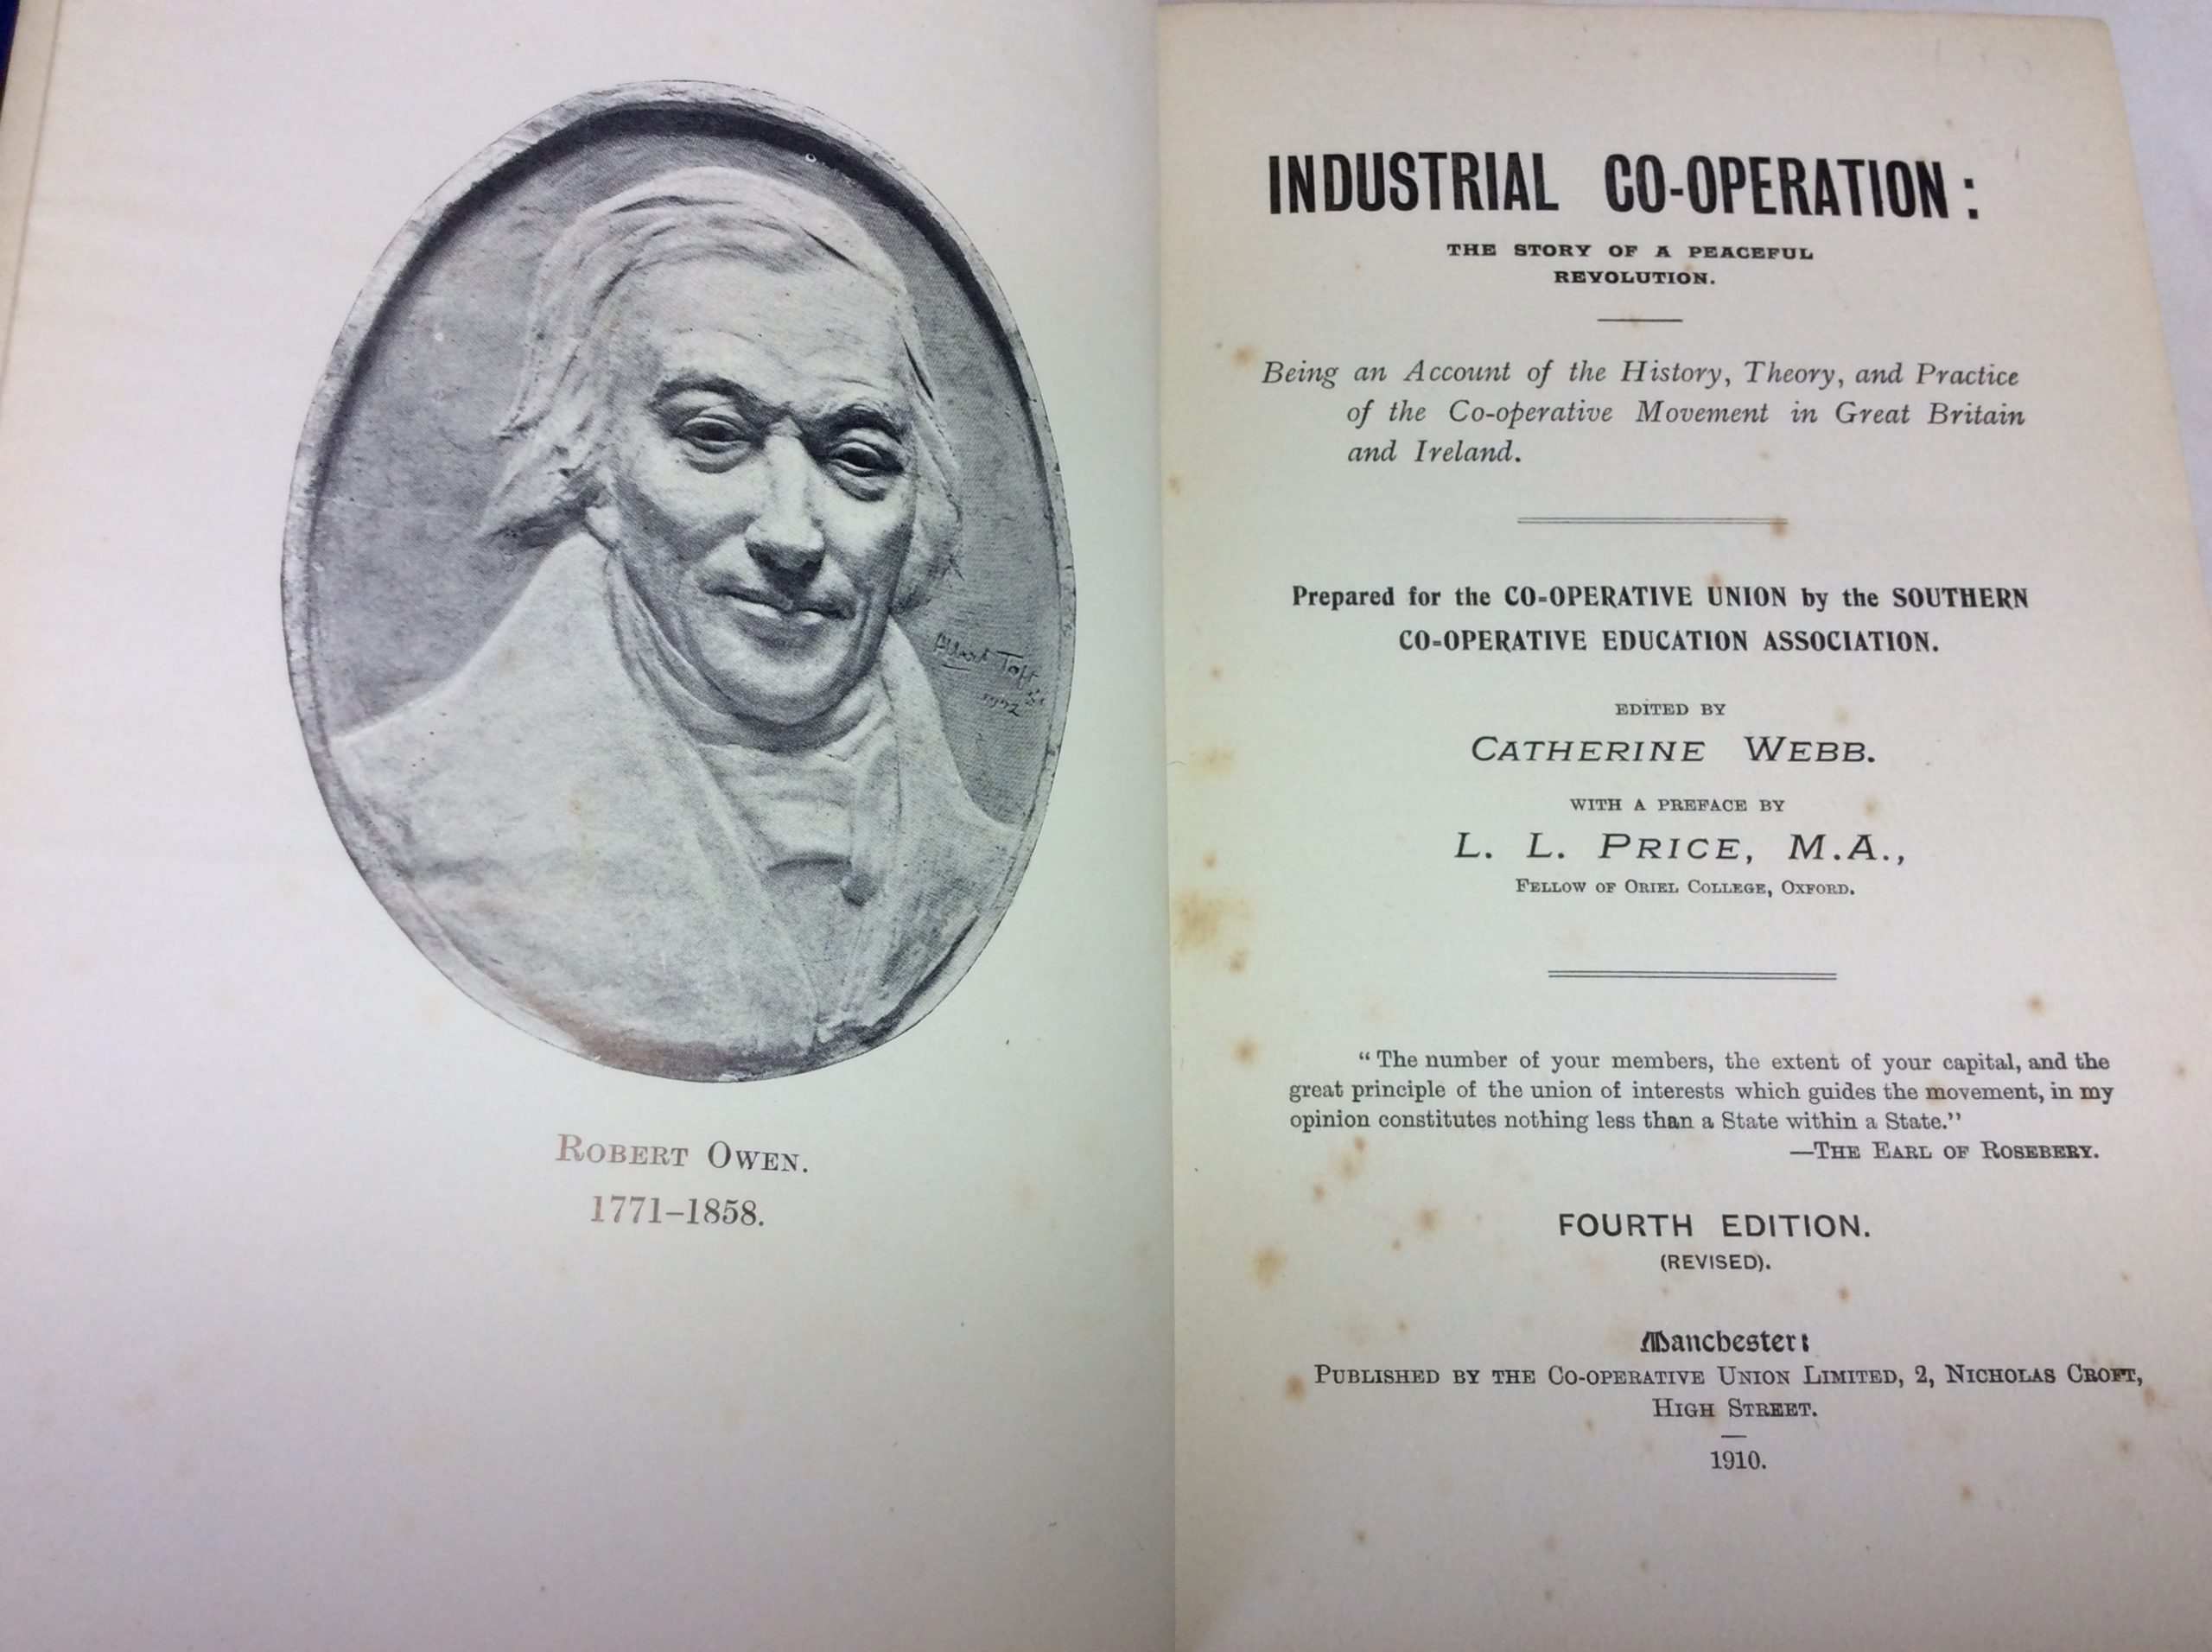 Albert Toft
ROBERT OWEN.
1771–1858.
INDUSTRIAL CO-OPERATION:
THE STORY OF A PEACEFUL
REVOLUTION.
Being an Account of the History, Theory, and Practice
of the Co-operative Movement in Great Britain
and Ireland.
Prepared for the CO-OPERATIVE UNION by the SOUTHERN
CO-OPERATIVE EDUCATION ASSOCIATION.
EDITED BY
CATHERINE WEBB.
WITH A PREFACE BY
L. L. PRICE, M.A.,
FELLOW OF ORIEL COLLEGE, OXFORD.
“The number of your members, the extent of your capital, and the
great principle of the union of interests which guides the movement, in my
opinion constitutes nothing less than a State within a State.”
—THE EARL OF ROSEBERY.
FOURTH EDITION.
(REVISED).
Manchester:
PUBLISHED BY THE CO-OPERATIVE UNION LIMITED, 2, NICHOLAS CROFT,
HIGH STREET.
1910.